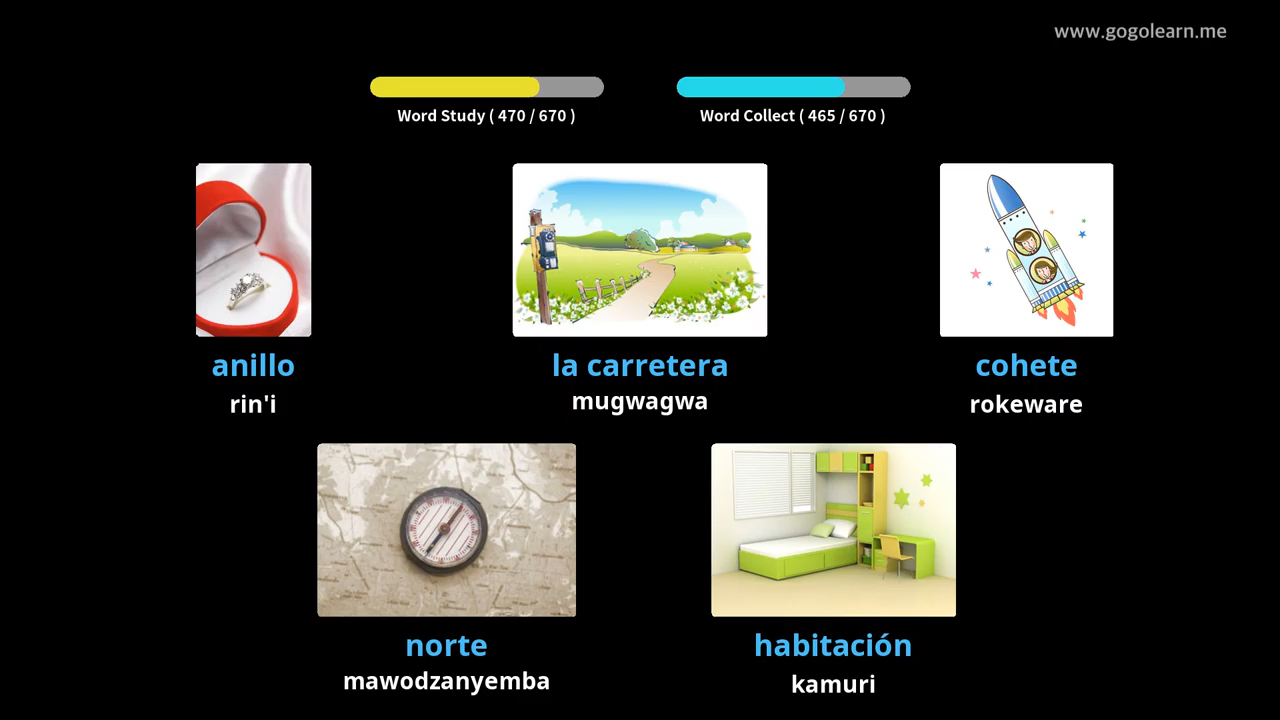 www.gogolearn.me
Word Study ( 470 / 670 )
Word Collect ( 465 / 670 )
anillo
rin'i
la carretera
mugwagwa
cohete
rokeware
norte
mawodzanyemba
habitación
kamuri